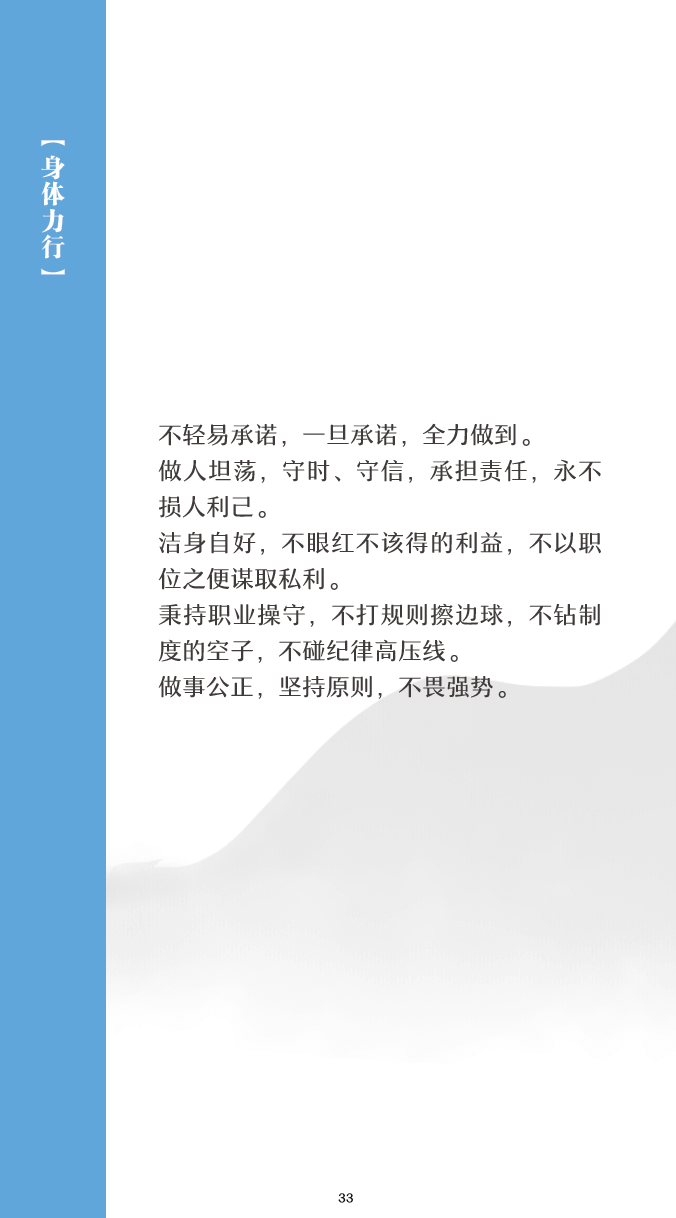 【身体力行】
不轻易承诺，一旦承诺，全力做到。
做人坦荡，守时、守信，承担责任，永不
损人利己。
洁身自好，不眼红不该得的利益，不以职
位之便谋取私利。
秉持职业操守，不打规则擦边球，不钻制
度的空子，不碰纪律高压线。
做事公正，坚持原则，不畏强势。
33